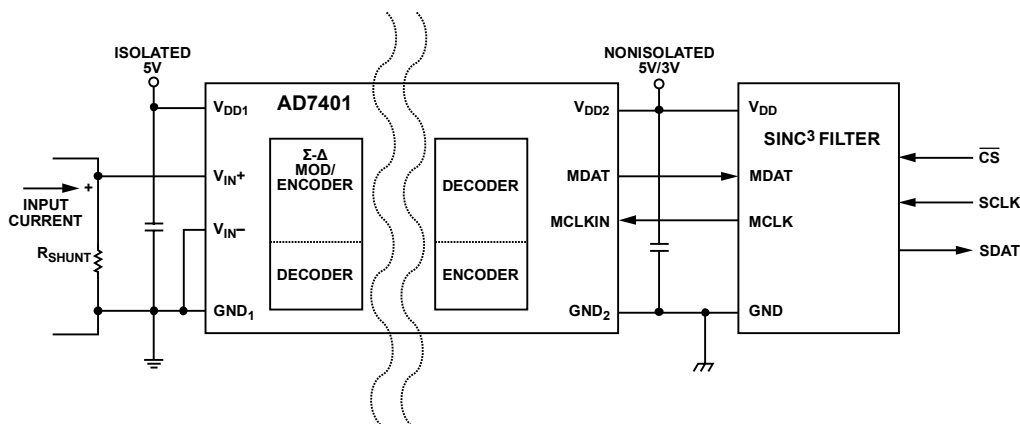 ISOLATED
5V
NONISOLATED
5V/3V
AD7401
VDD1
VIN+
VIN−
GND1
Σ-Δ
MOD/
ENCODER
DECODER
DECODER
ENCODER
VDD2
MDAT
MCLKIN
GND2
VDD
SINC³ FILTER
MDAT
MCLK
GND
CS
SCLK
SDAT
+
INPUT
CURRENT
RSHUNT